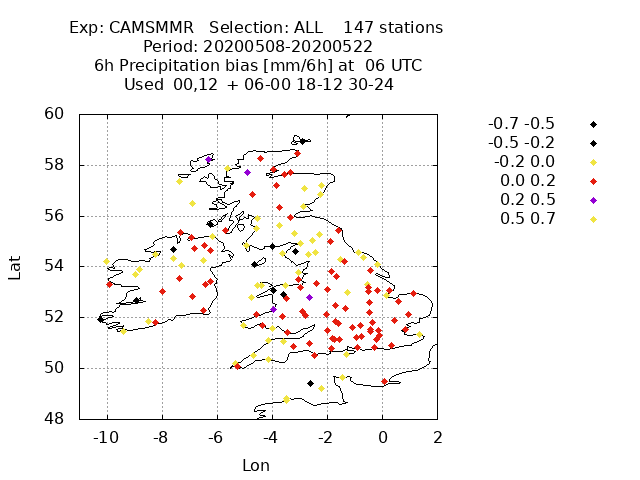 Exp: CAMSMMR Selection: ALL 147 stations
Period: 20200508-20200522
6h Precipitation bias [mm/6h] at 06 UTC
Used 00,12 + 06-00 18-12 30-24
60
58
56
54
52
50
48
Lat
-10 -8 -6 -4 -2 0 2
Lon
-0.7 -0.5
-0.5 -0.2
-0.2 0.0
0.0 0.2
0.2 0.5
0.5 0.7